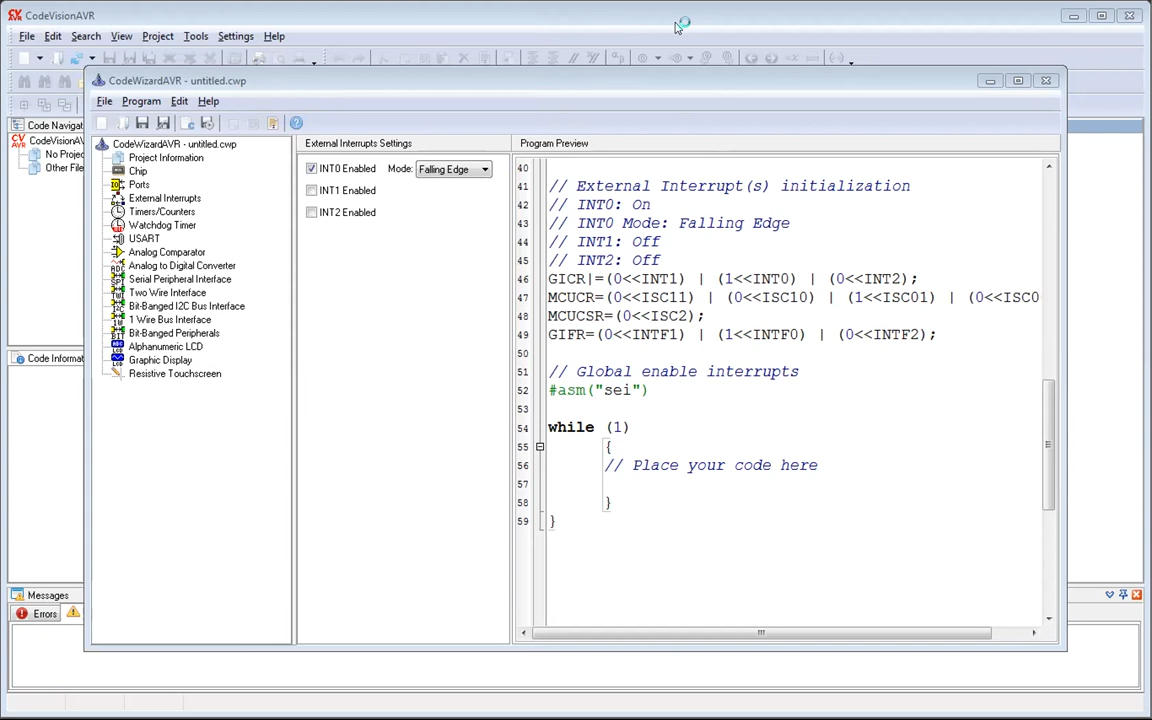 CodeVisionAVR
File Edit Search View Project Tools Settings Help
CodeWizardAVR - untitled.cwp
File Program Edit Help
Code Navig
CodeVisionA
No Projec
Other File
Code Informat
CodeWizardAVR - untitled.cwp
Project Information
Chip
Ports
External Interrupts
Timers/Counters
Watchdog Timer
USART
Analog Comparator
Analog to Digital Converter
Serial Peripheral Interface
Two Wire Interface
Bit-Banged I2C Bus Interface
1 Wire Bus Interface
Bit-Banged Peripherals
Alphanumeric LCD
Graphic Display
Resistive Touchscreen
External Interrupts Settings
INT0 Enabled Mode: Falling Edge
INT1 Enabled
INT2 Enabled
Program Preview
40
41 // External Interrupt(s) initialization
42 // INT0: On
43 // INT0 Mode: Falling Edge
44 // INT1: Off
45 // INT2: Off
46 GICR|=(0<<INT1) | (1<<INT0) | (0<<INT2);
47 MCUCR=(0<<ISC11) | (0<<ISC10) | (1<<ISC01) | (0<<ISC0
48 MCUCSR=(0<<ISC2);
49 GIFR=(0<<INTF1) | (1<<INTF0) | (0<<INTF2);
50
51 // Global enable interrupts
52 #asm("sei")
53
54 while (1)
55 {
56 // Place your code here
57
58 }
59 }
Messages
Errors